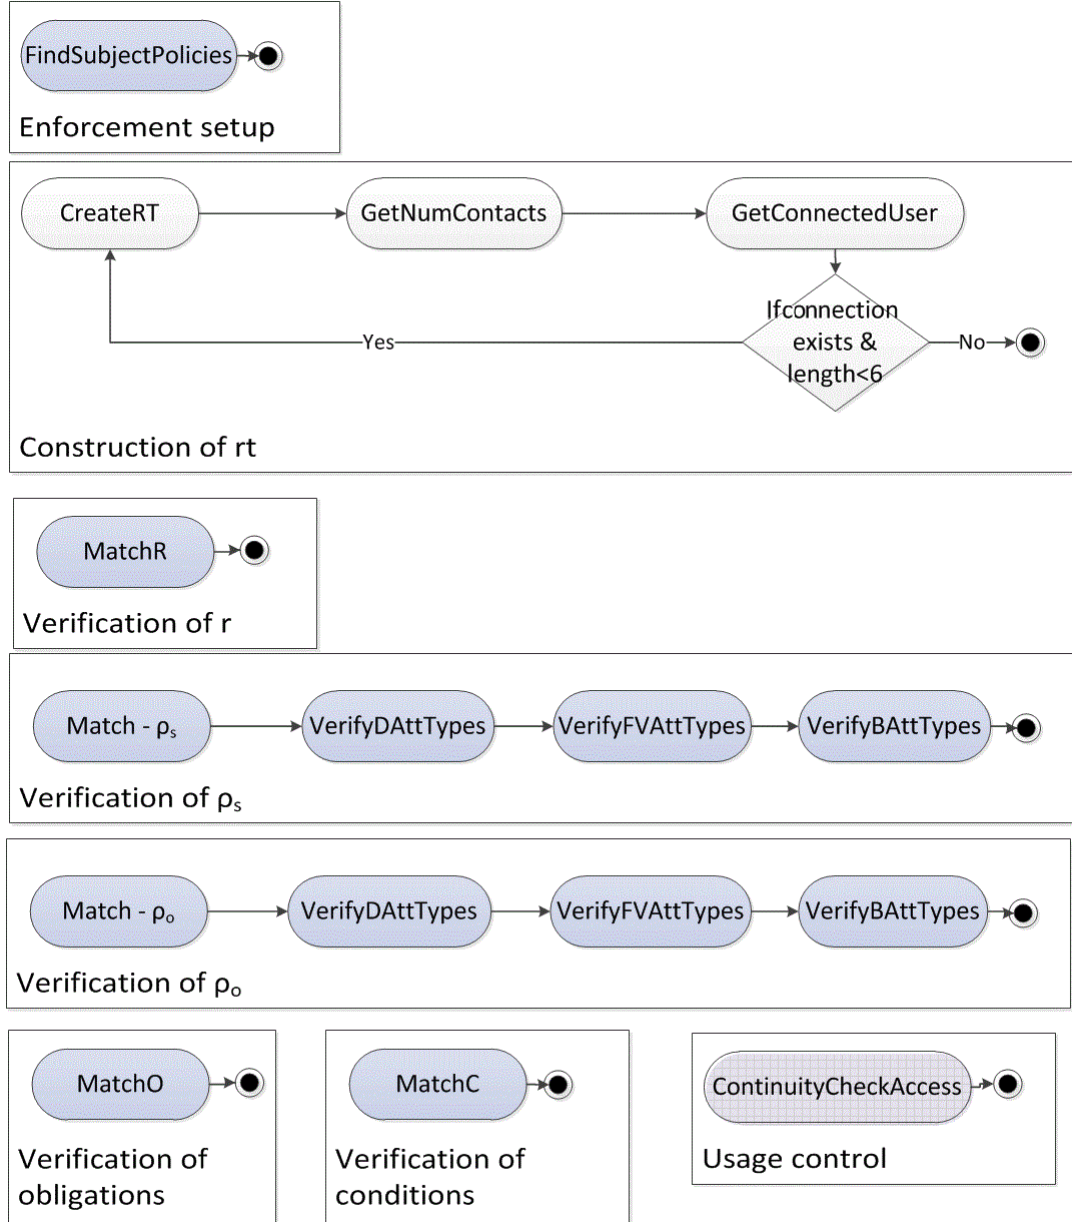 FindSubjectPolicies
Enforcement setup
CreateRT
GetNumContacts
GetConnectedUser
Ifconnection
exists &
length<6
Yes
No
Construction of rt
MatchR
Verification of r
Match - ρs
VerifyDAttTypes
VerifyFVAttTypes
VerifyBAttTypes
Verification of ρs
Match - ρo
VerifyDAttTypes
VerifyFVAttTypes
VerifyBAttTypes
Verification of ρo
MatchO
Verification of
obligations
MatchC
Verification of
conditions
ContinuityCheckAccess
Usage control